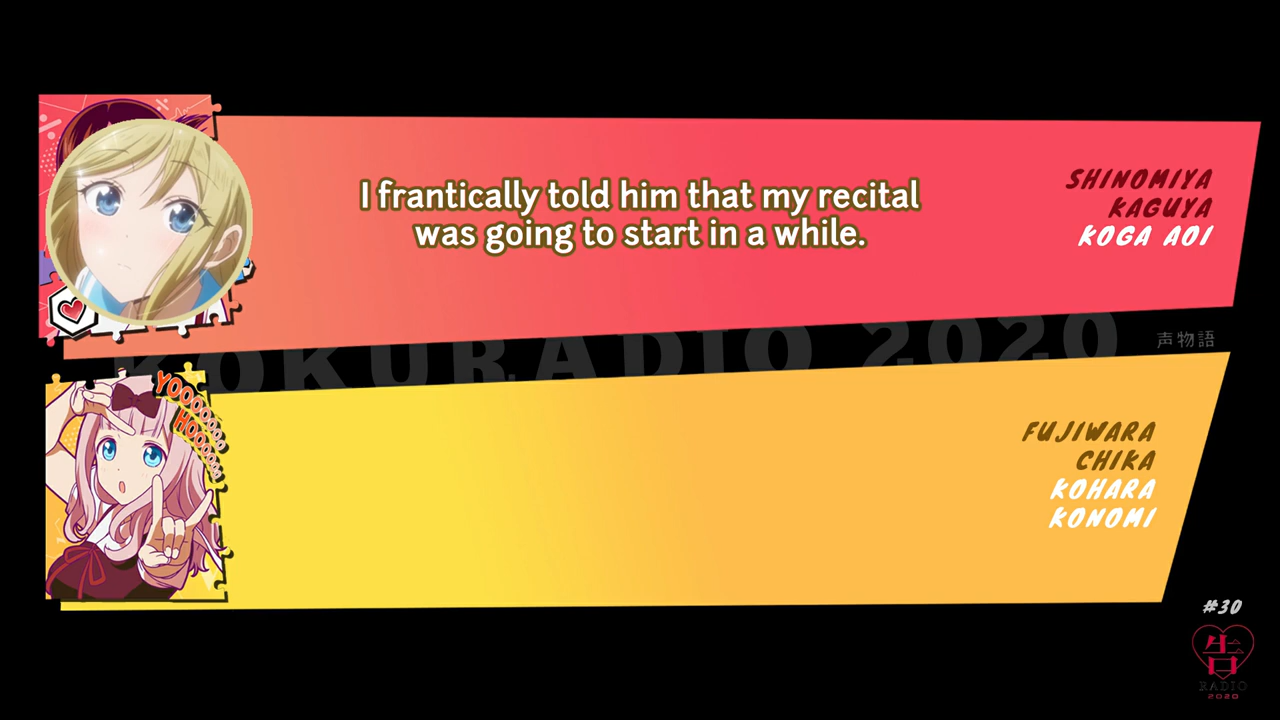 I frantically told him that my recital
was going to start in a while.
SHINOMIYA
KAGUYA
KOGA AOI
KOKURADIO 2020
声物語
YOOOOOOOO
HOOOOOO
FUJIWARA
CHIKA
KOHARA
KONOMI
#30
告
RADIO
2020